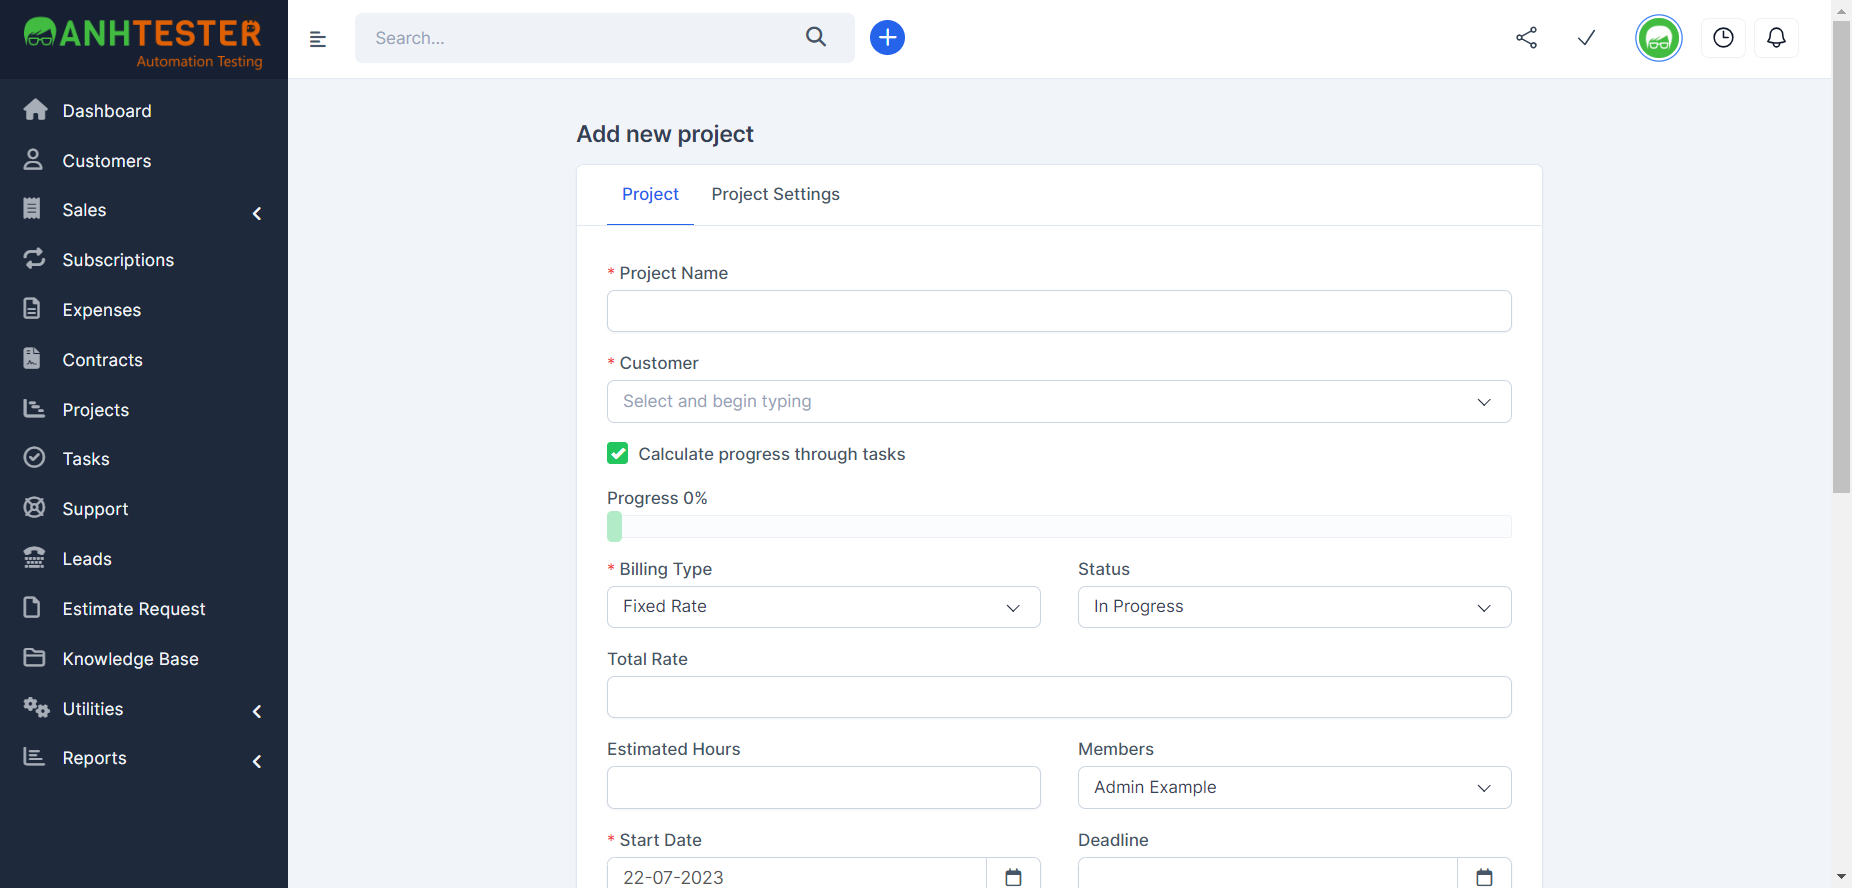 ANHTESTER
Automation Testing
Search...
Dashboard
Customers
Sales
Subscriptions
Expenses
Contracts
Projects
Tasks
Support
Leads
Estimate Request
Knowledge Base
Utilities
Reports
Add new project
Project Project Settings
* Project Name
* Customer
Select and begin typing
Calculate progress through tasks
Progress 0%
* Billing Type Status
Fixed Rate In Progress
Total Rate
Estimated Hours Members
Admin Example
* Start Date Deadline
22-07-2023